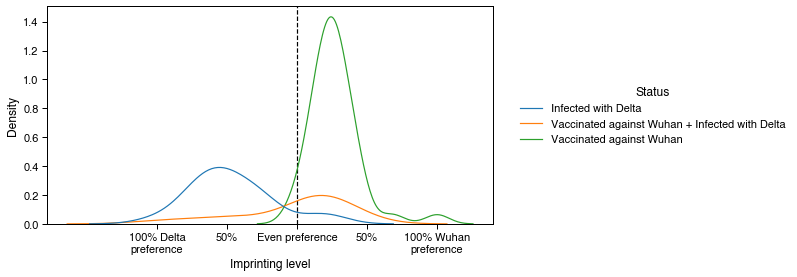 1.4
1.2
1.0
0.8
0.6
0.4
0.2
0.0
Density
100% Delta
preference
50%
Even preference
50%
100% Wuhan
preference
Imprinting level
Status
Infected with Delta
Vaccinated against Wuhan + Infected with Delta
Vaccinated against Wuhan